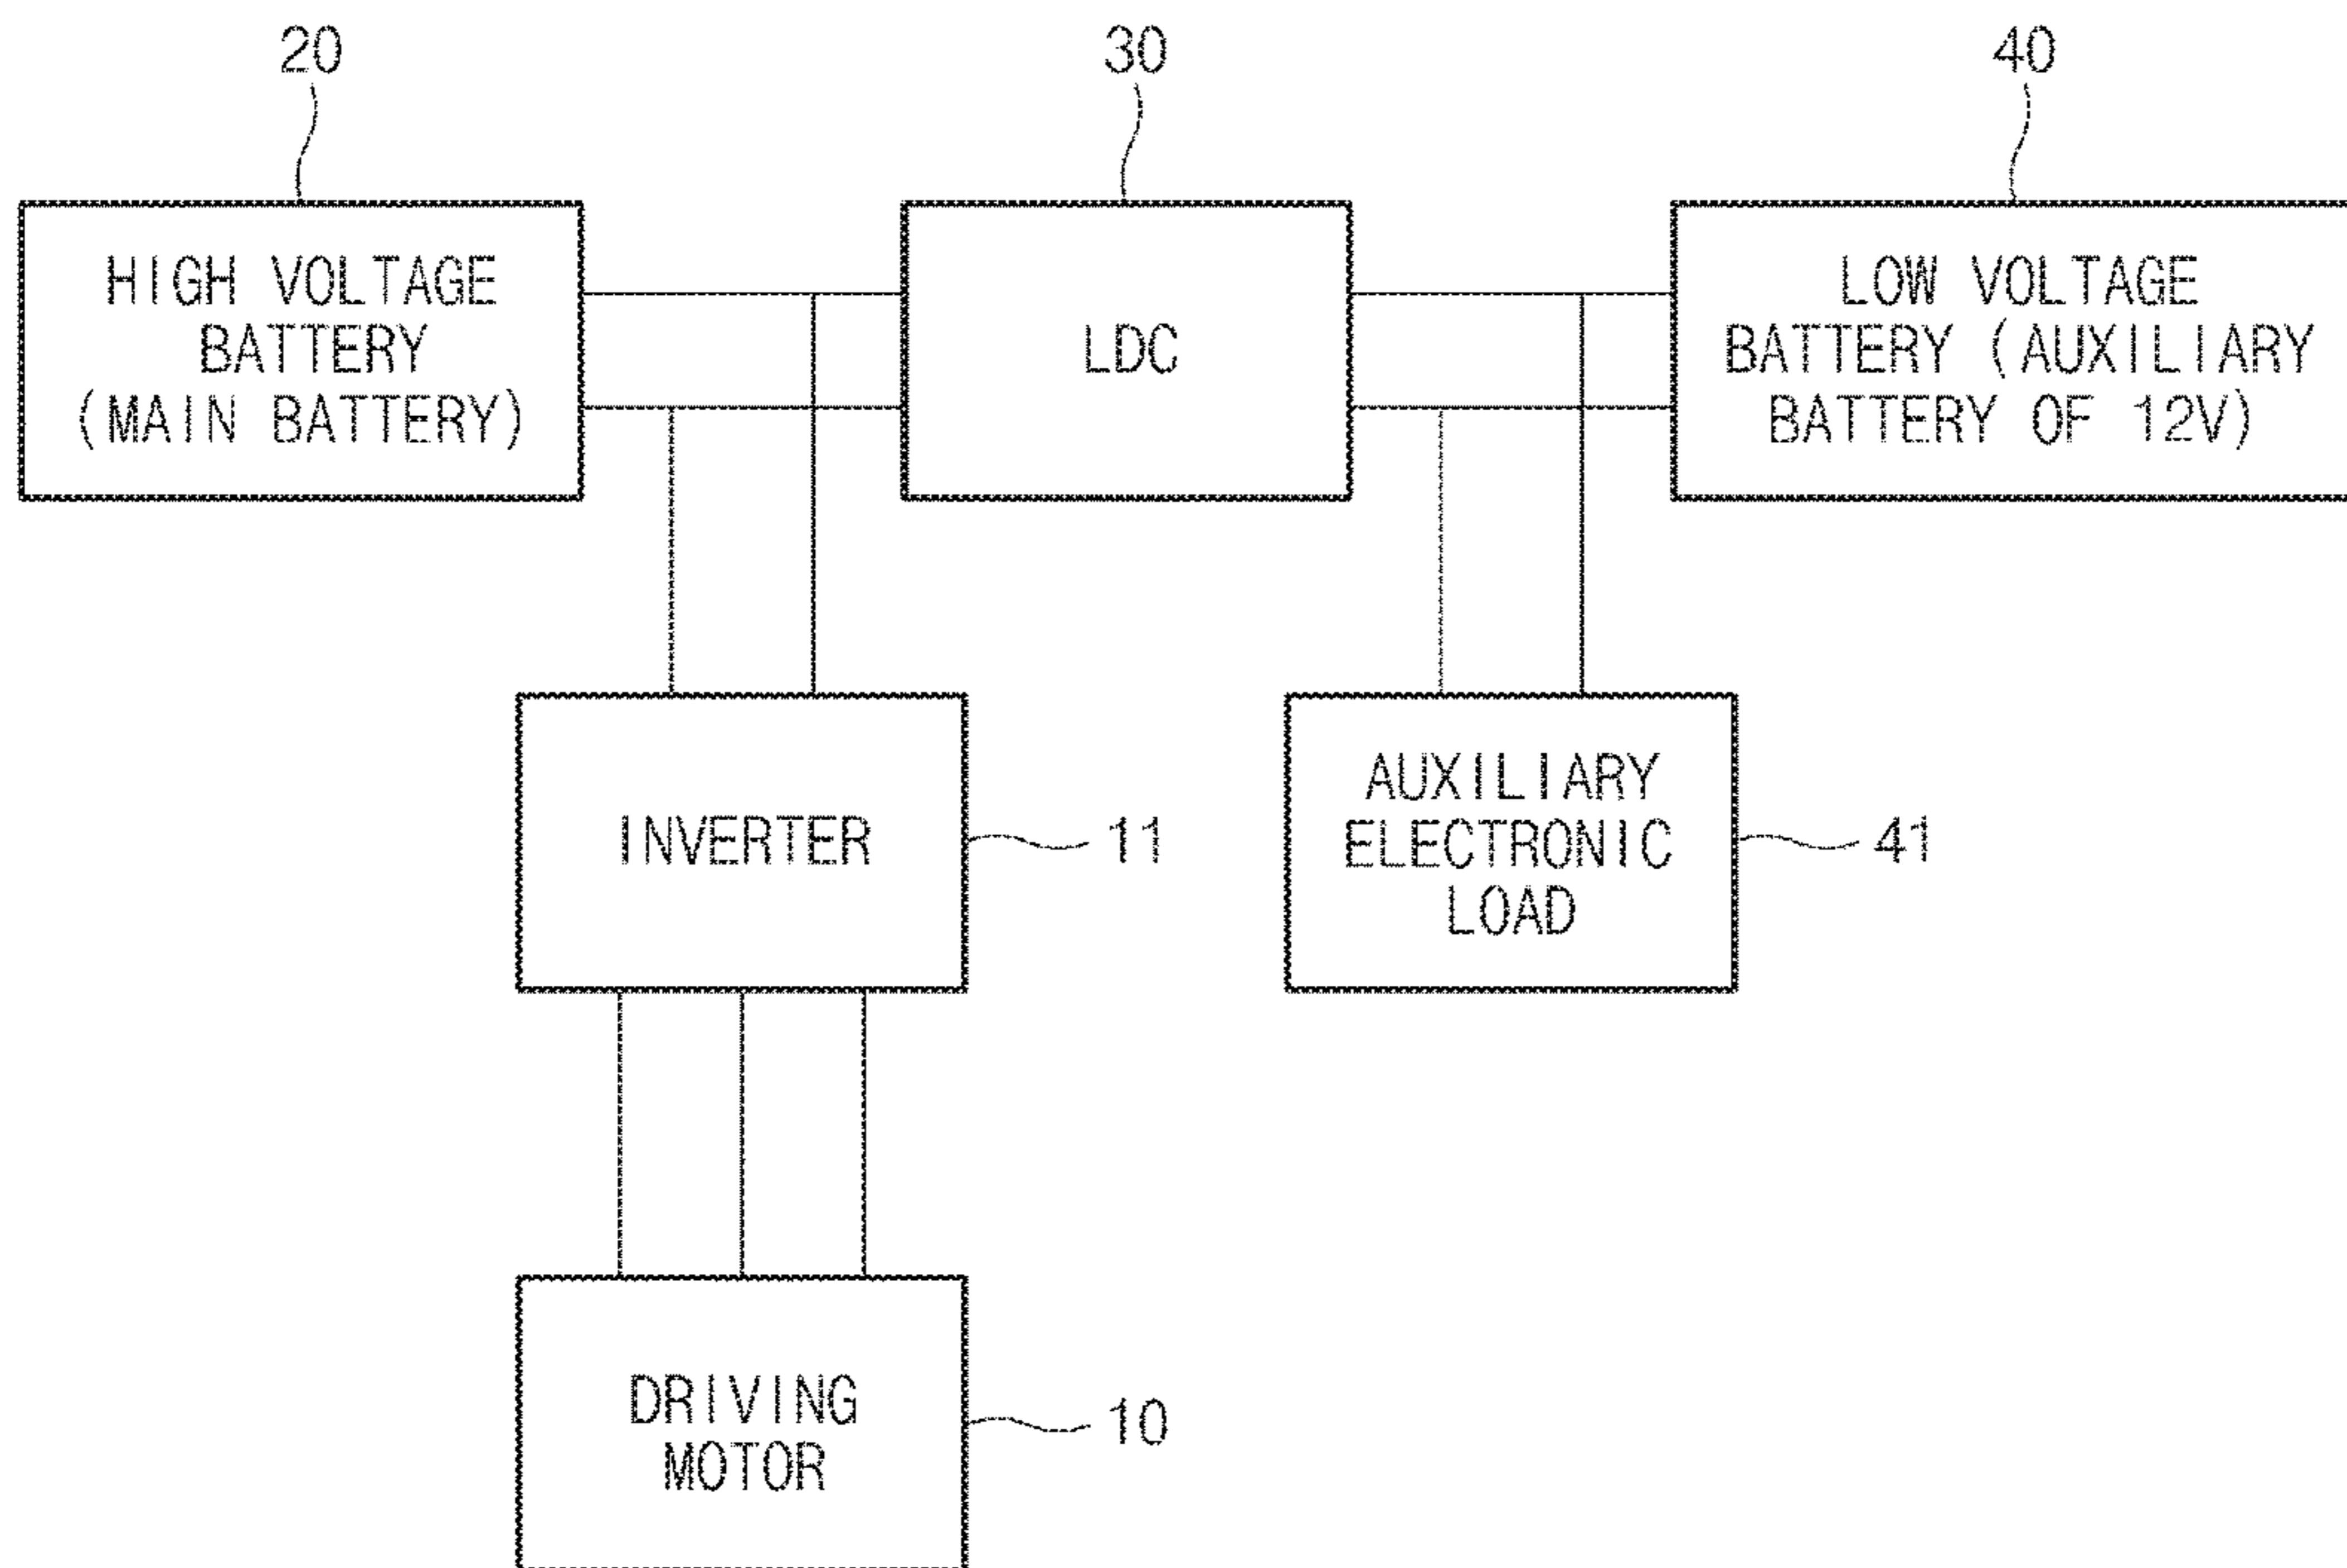 20
30
40
HIGH VOLTAGE
BATTERY
(MAIN BATTERY)
LDC
LOW VOLTAGE
BATTERY (AUXILIARY
BATTERY OF 12V)
INVERTER
11
AUXILIARY
ELECTRONIC
LOAD
41
DRIVING
MOTOR
10